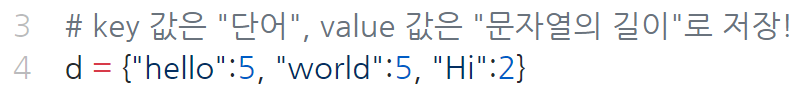 3 # key 값은 "단어", value 값은 "문자열의 길이"로 저장!
4 d = {"hello":5, "world":5, "Hi":2}